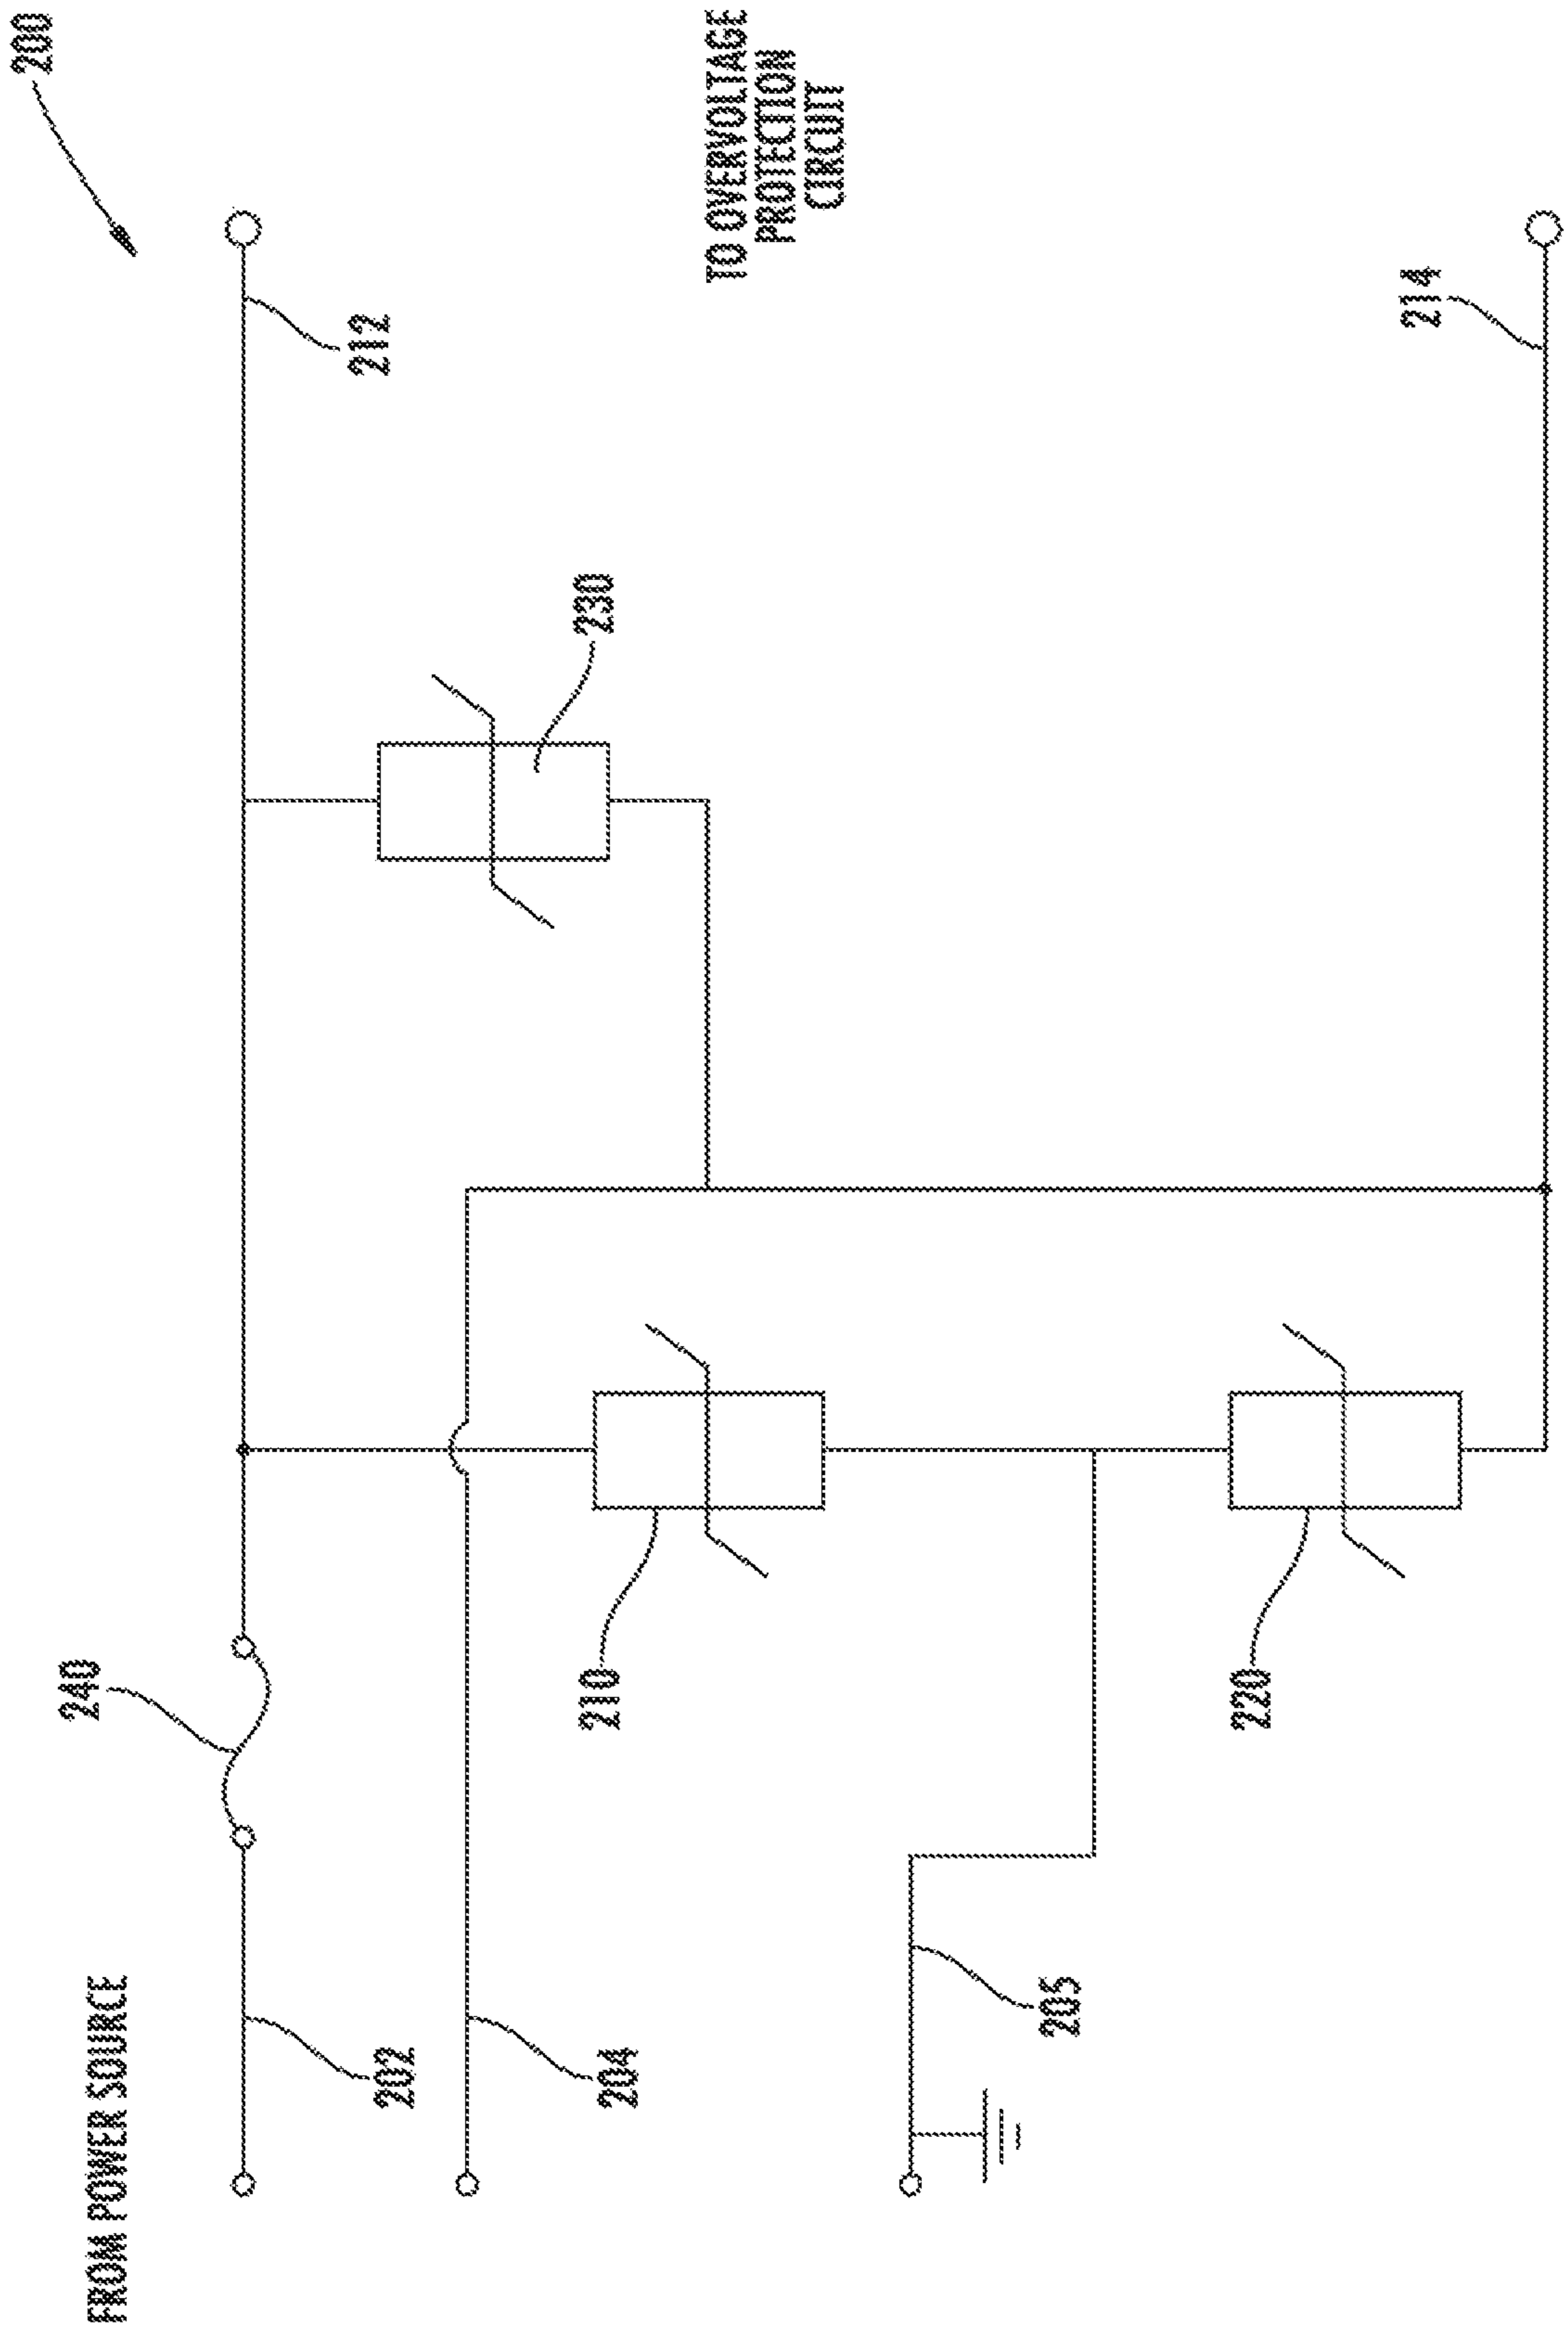 200
FROM POWER SOURCE
240
202
212
204
210
230
205
220
TO OVERVOLTAGE
PROTECTION
CIRCUIT
214